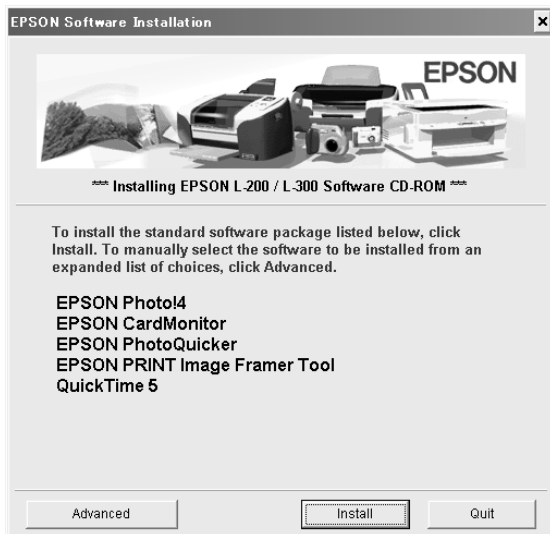 EPSON Software Installation
EPSON
*** Installing EPSON L-200 / L-300 Software CD-ROM ***
To install the standard software package listed below, click
Install. To manually select the software to be installed from an
expanded list of choices, click Advanced.
EPSON Photo!4
EPSON CardMonitor
EPSON PhotoQuicker
EPSON PRINT Image Framer Tool
QuickTime 5
Advanced
Install
Quit